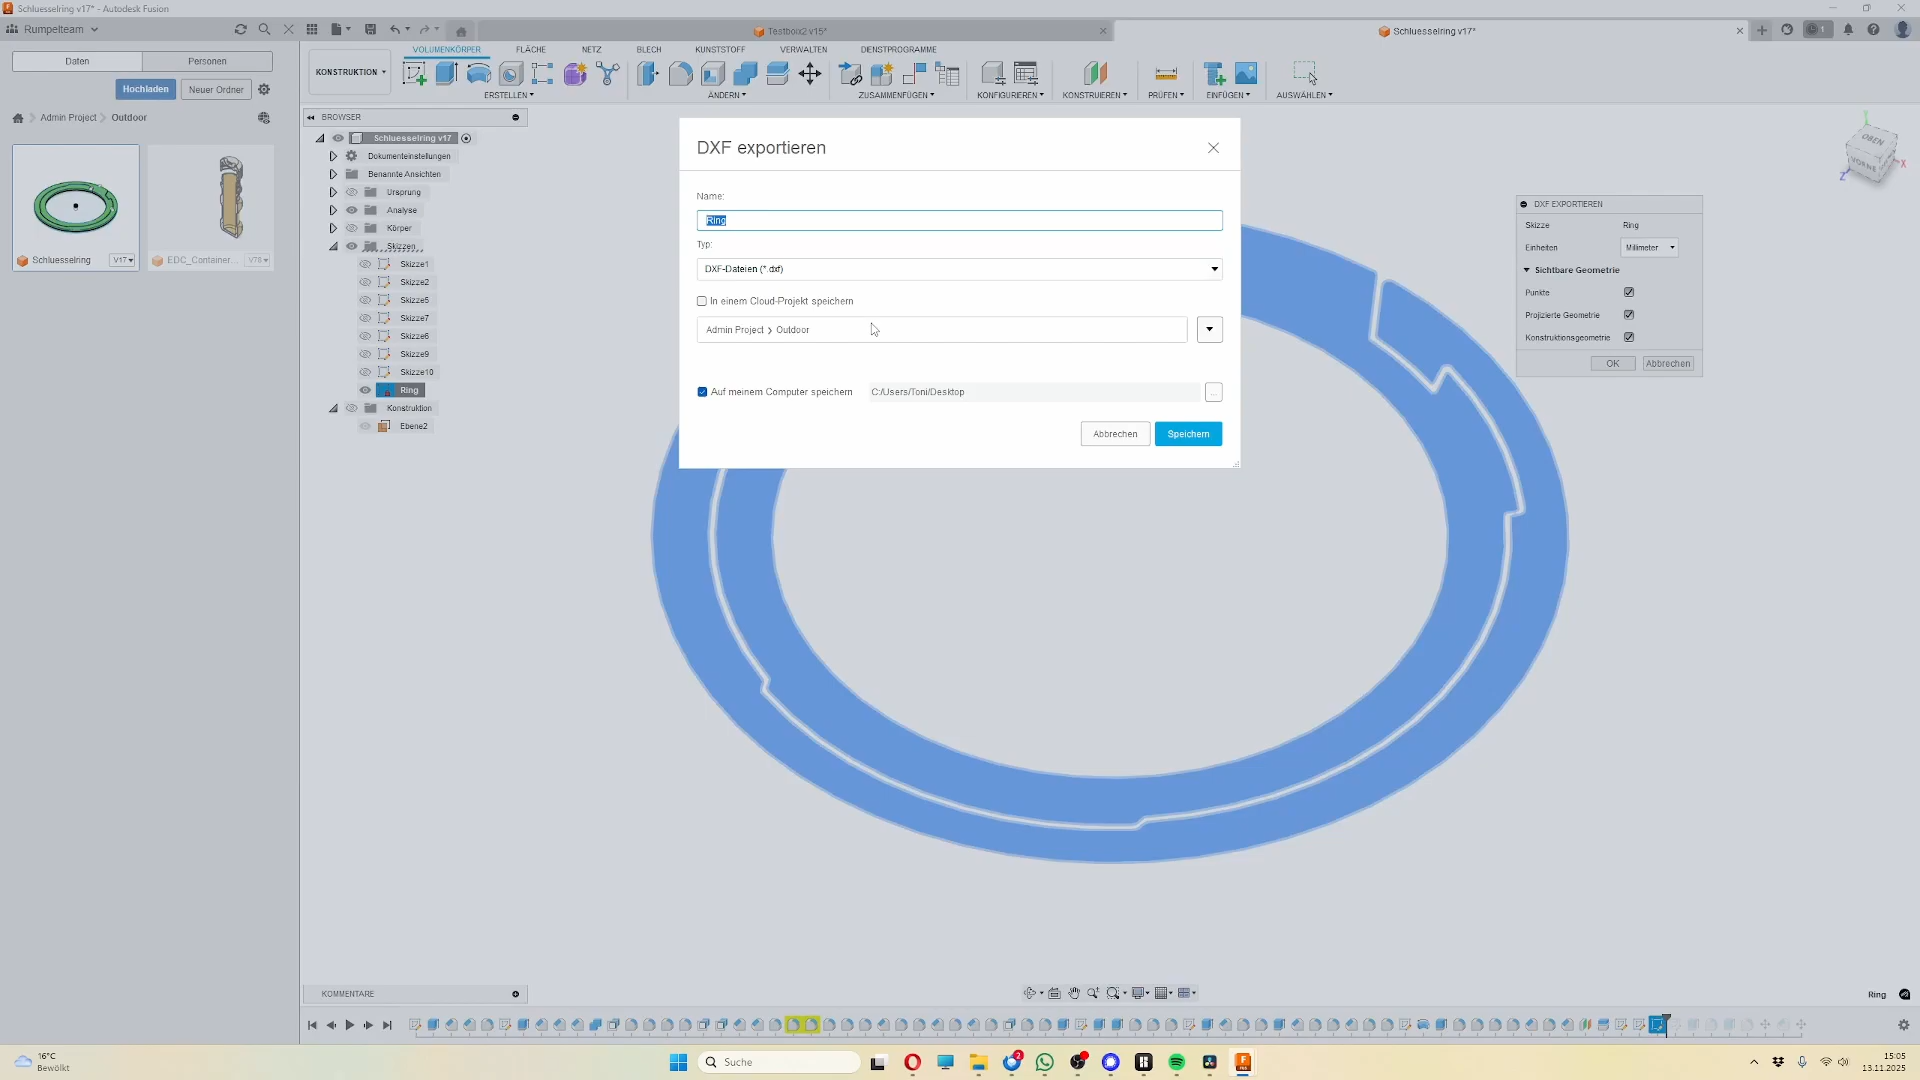 Schluesselring v17* - Autodesk Fusion
Rumpelteam
Testbox2 v15*
Schluesselring v17*
1
Daten
Personen
Hochladen
Neuer Ordner
Admin Project
Outdoor
Schluesselring
V17
EDC_Container...
V78
KONSTRUKTION
VOLUMENKÖRPER
FLÄCHE
NETZ
BLECH
KUNSTSTOFF
VERWALTEN
DIENSTPROGRAMME
ERSTELLEN
ÄNDERN
ZUSAMMENFÜGEN
KONFIGURIEREN
KONSTRUIEREN
PRÜFEN
EINFÜGEN
AUSWÄHLEN
BROWSER
Schluesselring v17
Dokumenteinstellungen
Benannte Ansichten
Ursprung
Analyse
Körper
Skizzen
Skizze1
Skizze2
Skizze5
Skizze7
Skizze6
Skizze9
Skizze10
Ring
Konstruktion
Ebene2
DXF exportieren
Name:
Ring
Typ:
DXF-Dateien (*.dxf)
In einem Cloud-Projekt speichern
Admin Project > Outdoor
Auf meinem Computer speichern
C:/Users/Toni/Desktop
...
Abbrechen
Speichern
OBEN
VORNE
X
Z
DXF EXPORTIEREN
Skizze
Ring
Einheiten
Millimeter
Sichtbare Geometrie
Punkte
Projizierte Geometrie
Konstruktionsgeometrie
OK
Abbrechen
KOMMENTARE
Ring
16°C
Bewölkt
Suche
2
15:05
13.11.2025